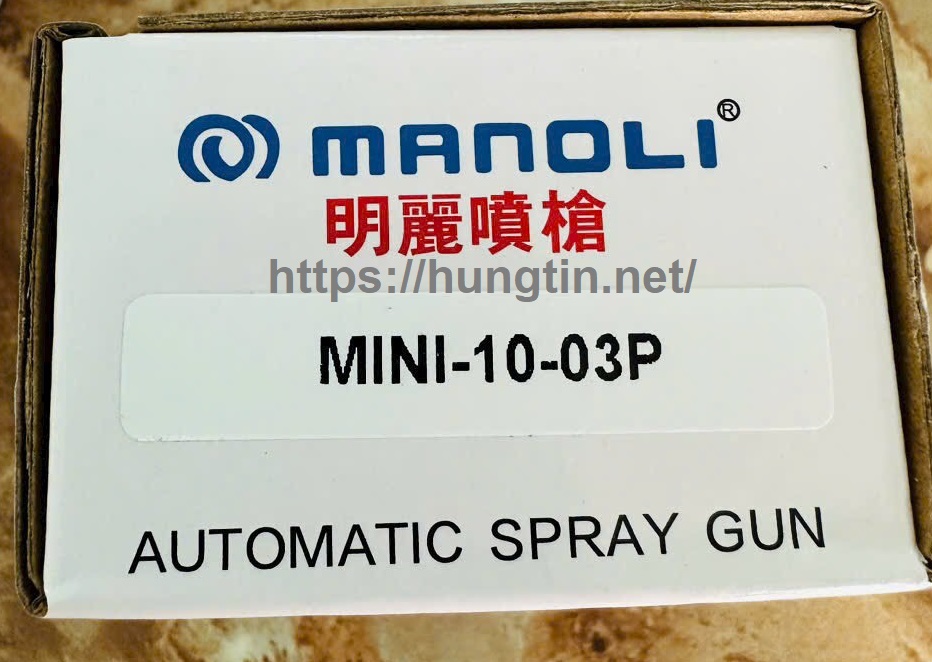 MANOLI®
明麗噴槍
https://hungtin.net/
MINI-10-03P
AUTOMATIC SPRAY GUN